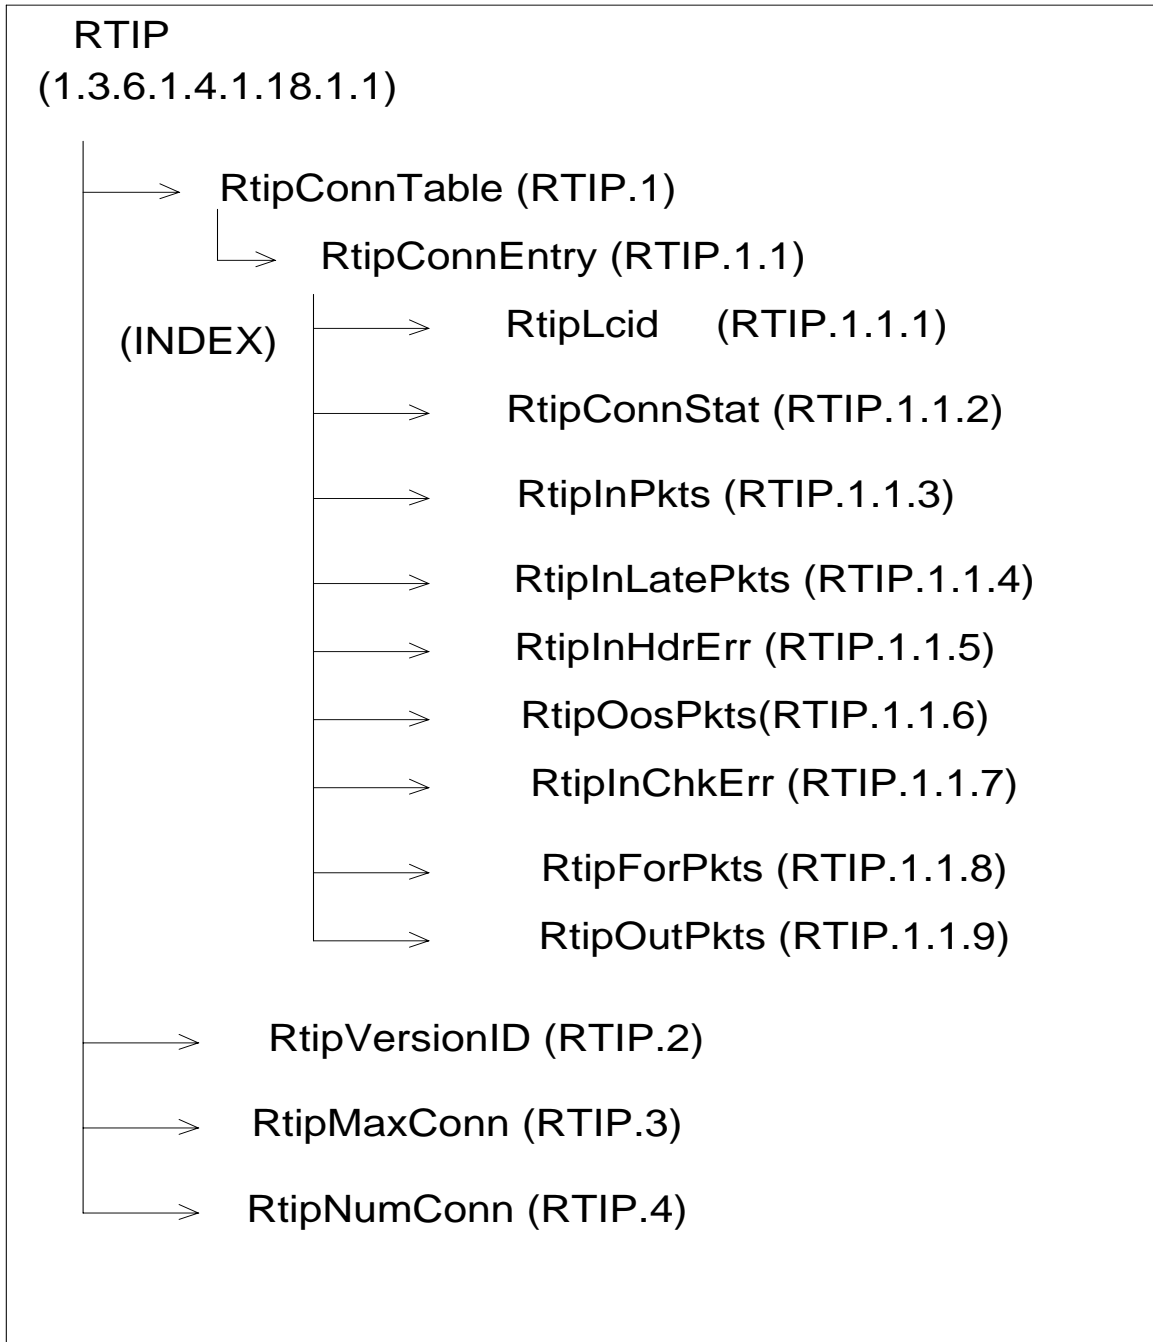 RTIP
(1.3.6.1.4.1.18.1.1)
RtipConnTable (RTIP.1)
RtipConnEntry (RTIP.1.1)
(INDEX) RtipLcid (RTIP.1.1.1)
RtipConnStat (RTIP.1.1.2)
RtipInPkts (RTIP.1.1.3)
RtipInLatePkts (RTIP.1.1.4)
RtipInHdrErr (RTIP.1.1.5)
RtipOosPkts(RTIP.1.1.6)
RtipInChkErr (RTIP.1.1.7)
RtipForPkts (RTIP.1.1.8)
RtipOutPkts (RTIP.1.1.9)
RtipVersionID (RTIP.2)
RtipMaxConn (RTIP.3)
RtipNumConn (RTIP.4)